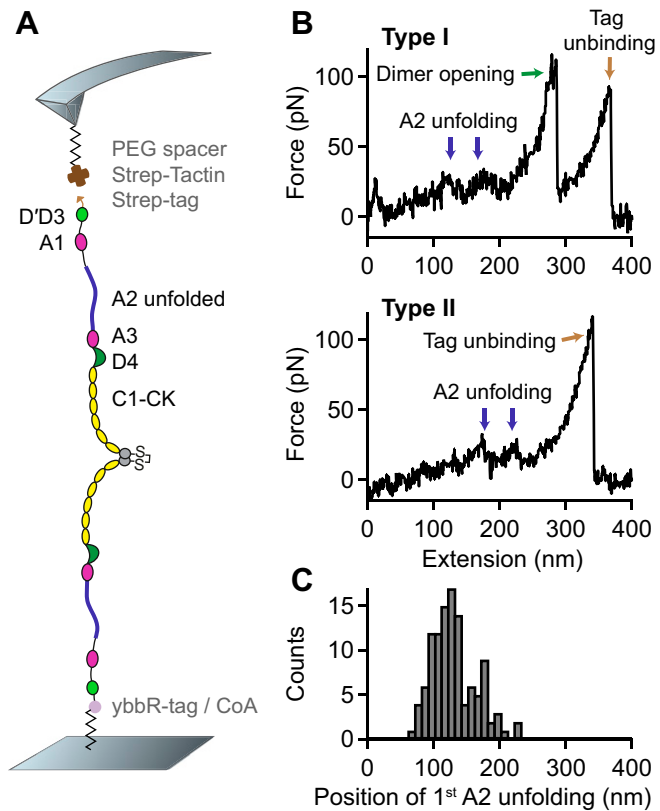 A
PEG spacer
Strep-Tactin
Strep-tag
D'D3
A1
A2 unfolded
A3
D4
C1-CK
S
S
ybbR-tag / CoA
B
Type I
Tag
unbinding
Dimer opening
A2 unfolding
Force (pN)
100
50
0
0 100 200 300 400
Type II
Tag unbinding
A2 unfolding
Force (pN)
100
50
0
0 100 200 300 400
Extension (nm)
C
Counts
15
10
5
0
0 100 200 300 400
Position of 1st A2 unfolding (nm)